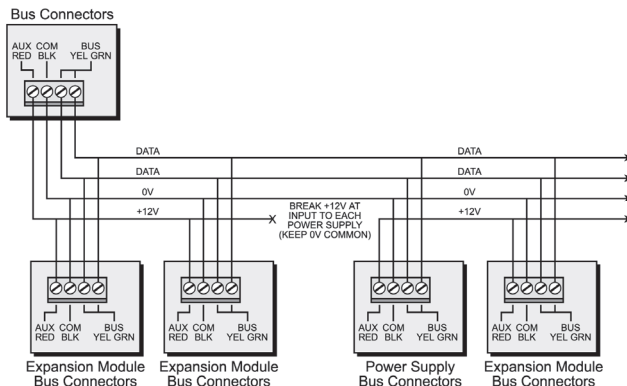 Bus Connectors
AUX COM BUS
RED BLK YEL GRN
DATA DATA
DATA DATA
0V 0V
+12V X BREAK +12V AT +12V
INPUT TO EACH
POWER SUPPLY
(KEEP 0V COMMON)
AUX COM BUS
RED BLK YEL GRN
Expansion Module
Bus Connectors
AUX COM BUS
RED BLK YEL GRN
Expansion Module
Bus Connectors
AUX COM BUS
RED BLK YEL GRN
Power Supply
Bus Connectors
AUX COM BUS
RED BLK YEL GRN
Expansion Module
Bus Connectors